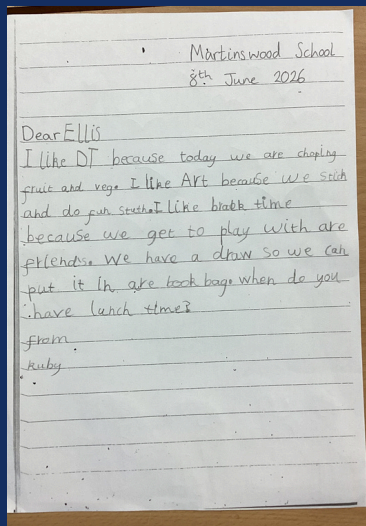 Martinswood School
8th June 2026
Dear Ellis
I like DT because today we are choping
fruit and veg. I like Art because we stich
and do fun stuth. I like brake time
because we get to play with are
friends. We have a draw so we can
put it in are book bag. when do you
have lunch time?
from
Ruby